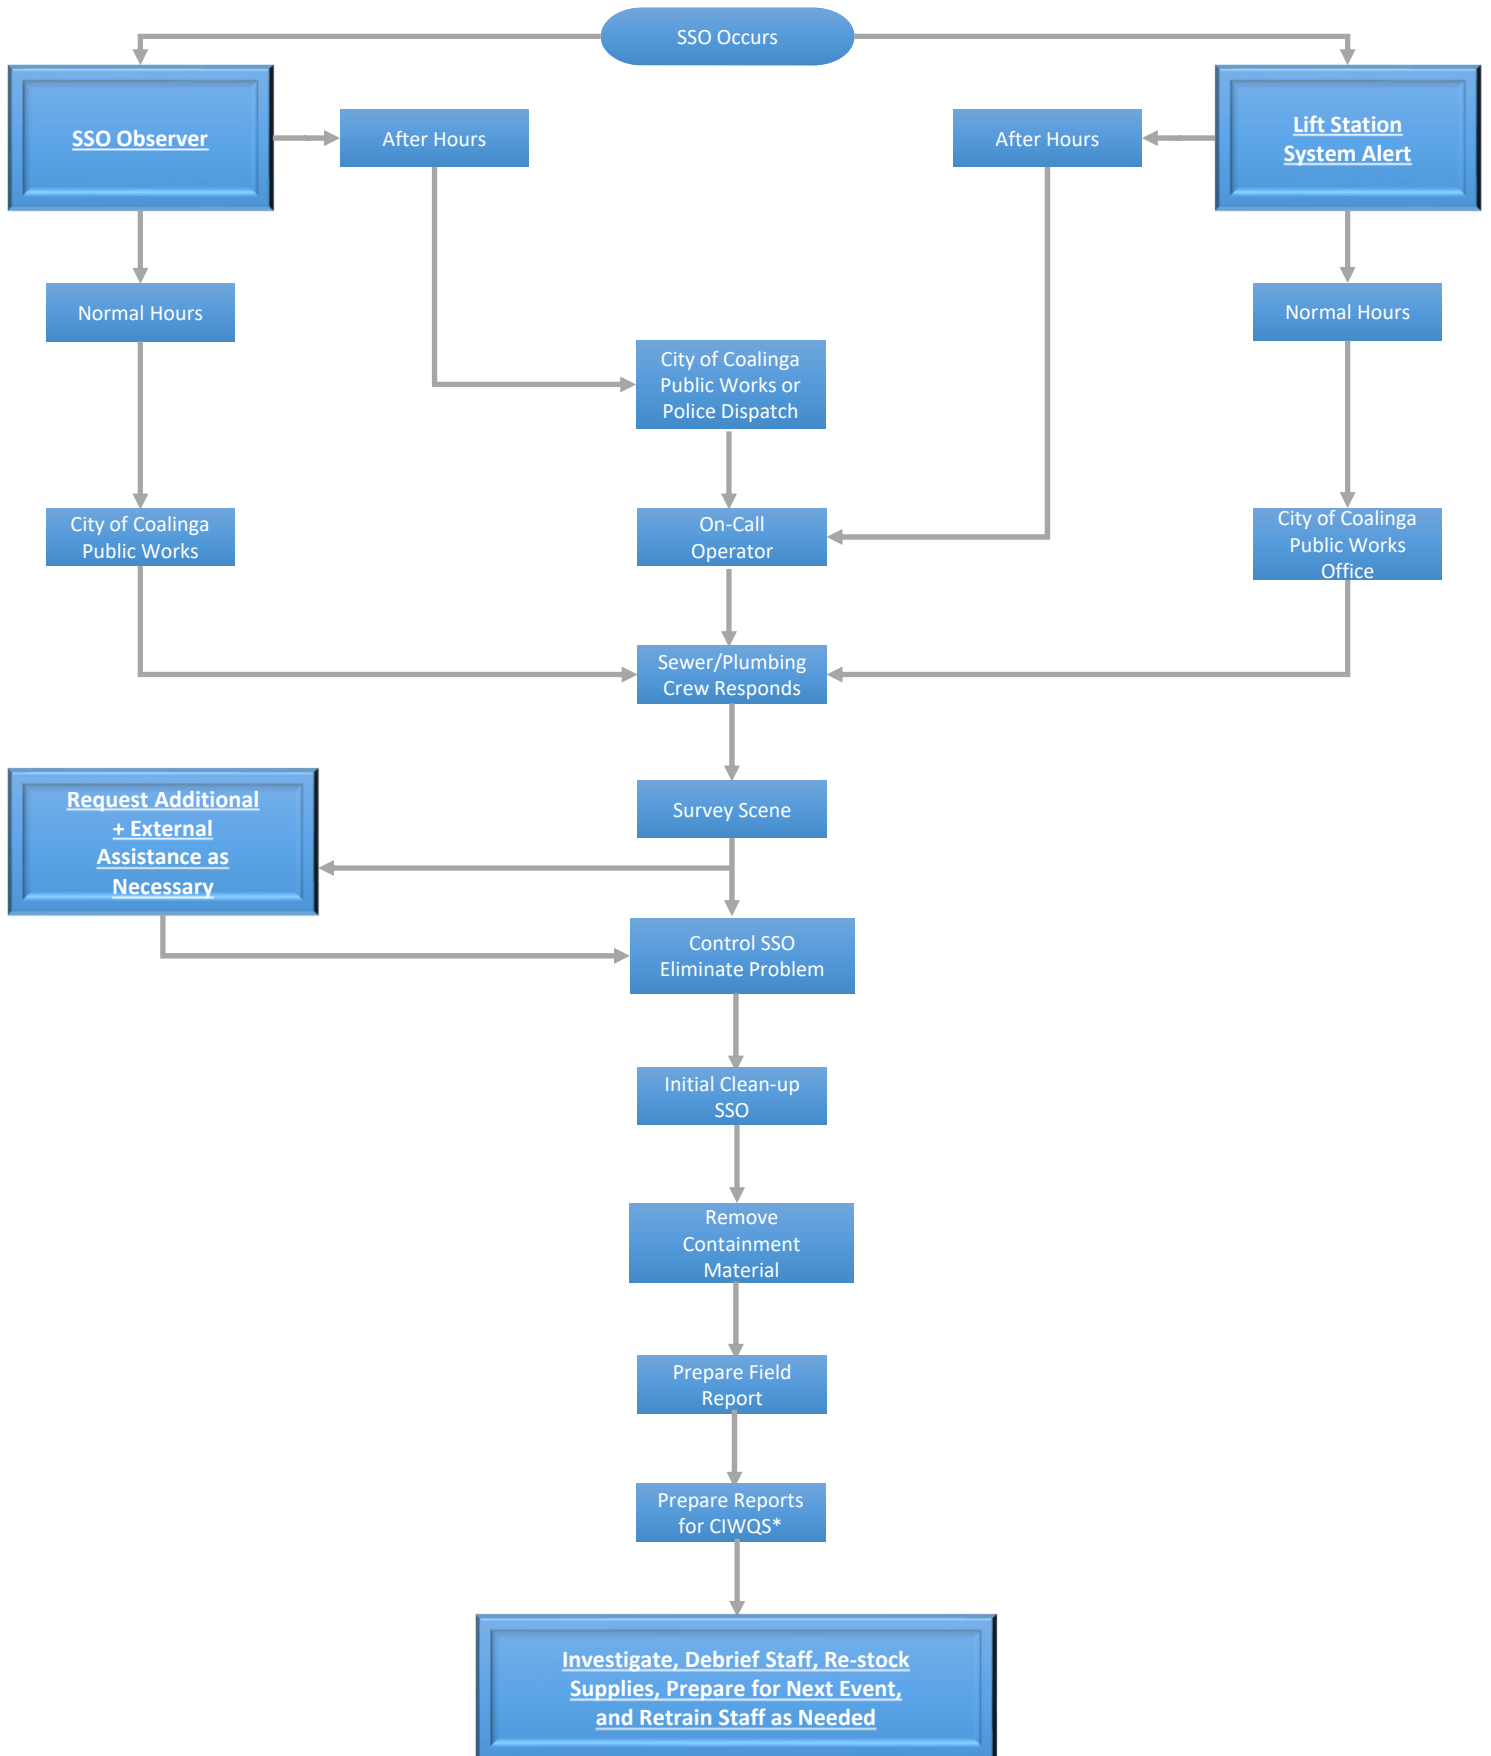 SSO Occurs
SSO Observer
After Hours
After Hours
Lift Station
System Alert
Normal Hours
Normal Hours
City of Coalinga
Public Works or
Police Dispatch
City of Coalinga
Public Works
On-Call
Operator
City of Coalinga
Public Works
Office
Sewer/Plumbing
Crew Responds
Request Additional
+ External
Assistance as
Necessary
Survey Scene
Control SSO
Eliminate Problem
Initial Clean-up
SSO
Remove
Containment
Material
Prepare Field
Report
Prepare Reports
for CIWQS*
Investigate, Debrief Staff, Re-stock
Supplies, Prepare for Next Event,
and Retrain Staff as Needed